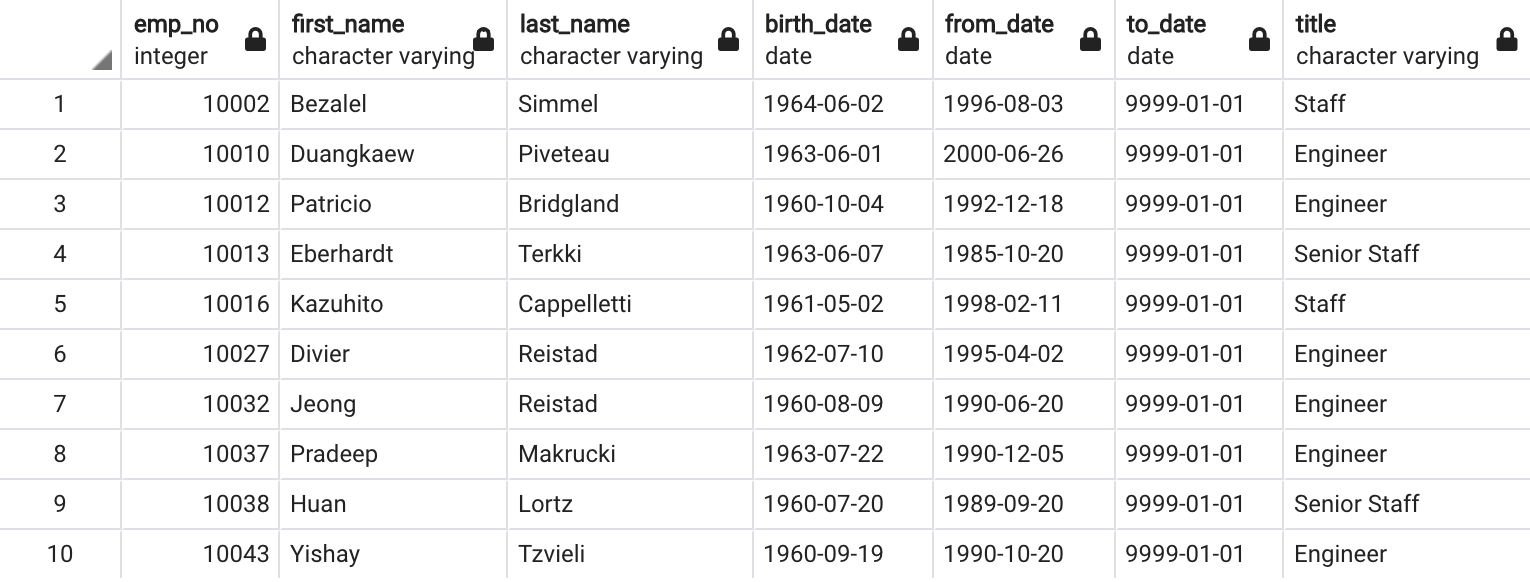 emp_no first_name last_name birth_date from_date to_date title
integer character varying character varying date date date character varying
1 10002 Bezalel Simmel 1964-06-02 1996-08-03 9999-01-01 Staff
2 10010 Duangkaew Piveteau 1963-06-01 2000-06-26 9999-01-01 Engineer
3 10012 Patricio Bridgland 1960-10-04 1992-12-18 9999-01-01 Engineer
4 10013 Eberhardt Terkki 1963-06-07 1985-10-20 9999-01-01 Senior Staff
5 10016 Kazuhito Cappelletti 1961-05-02 1998-02-11 9999-01-01 Staff
6 10027 Divier Reistad 1962-07-10 1995-04-02 9999-01-01 Engineer
7 10032 Jeong Reistad 1960-08-09 1990-06-20 9999-01-01 Engineer
8 10037 Pradeep Makrucki 1963-07-22 1990-12-05 9999-01-01 Engineer
9 10038 Huan Lortz 1960-07-20 1989-09-20 9999-01-01 Senior Staff
10 10043 Yishay Tzvieli 1960-09-19 1990-10-20 9999-01-01 Engineer